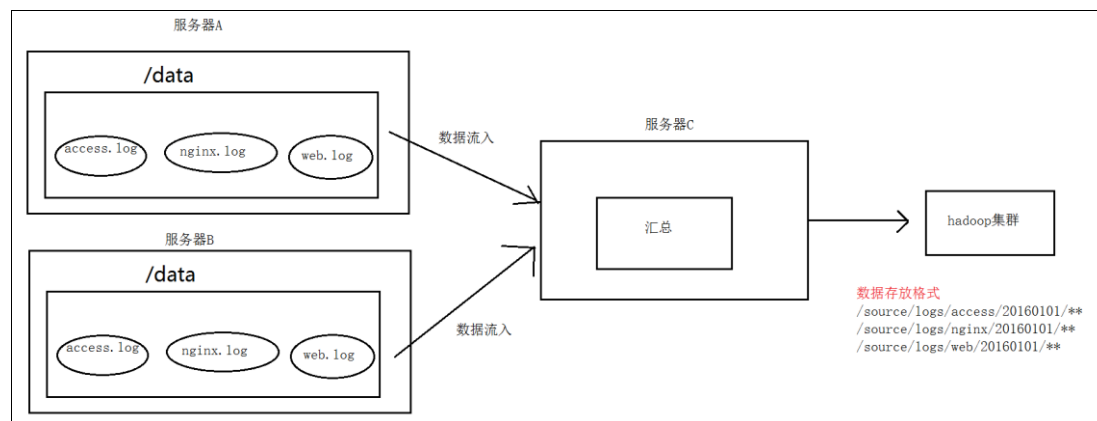 服务器A
/data
access.log
nginx.log
web.log
数据流入
服务器B
/data
access.log
nginx.log
web.log
数据流入
服务器C
汇总
hadoop集群
数据存放格式
/source/logs/access/20160101/**
/source/logs/nginx/20160101/**
/source/logs/web/20160101/**